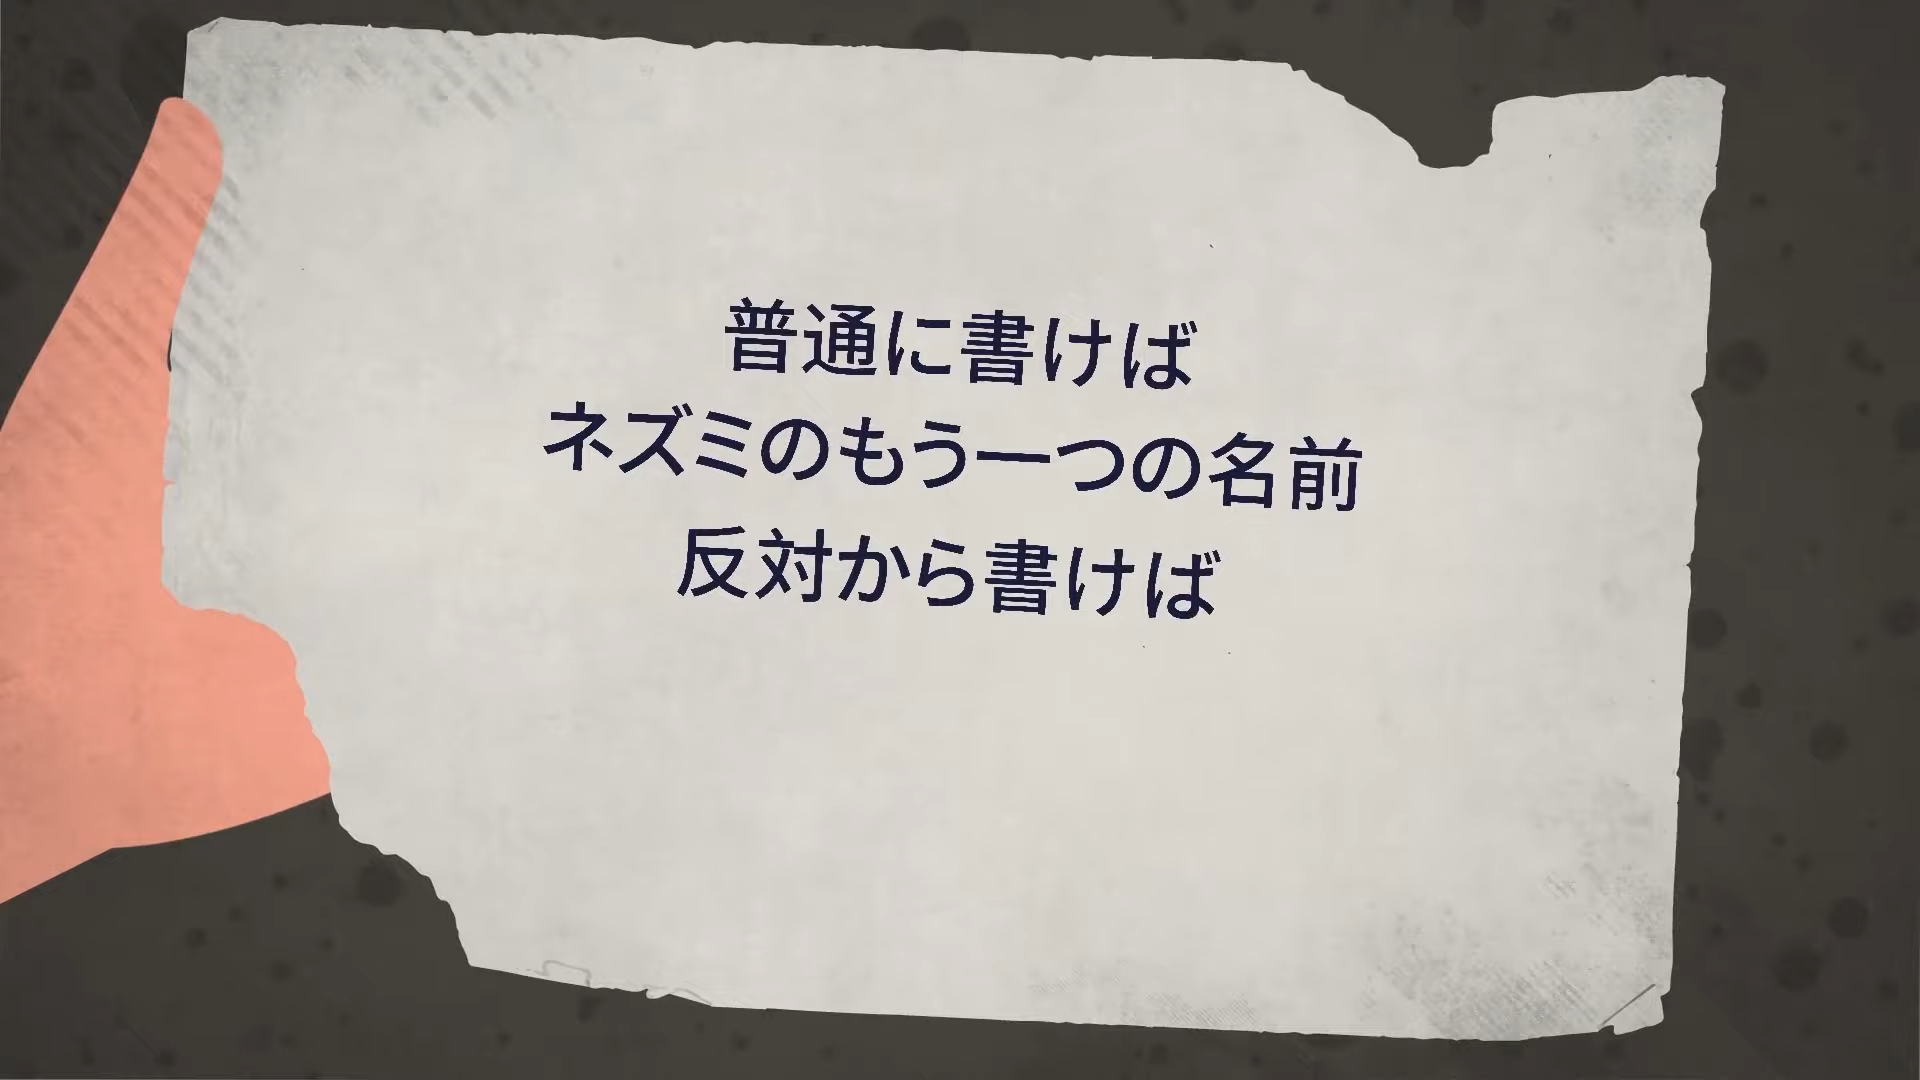 普通に書けば
ネズミのもう一つの名前
反対から書けば